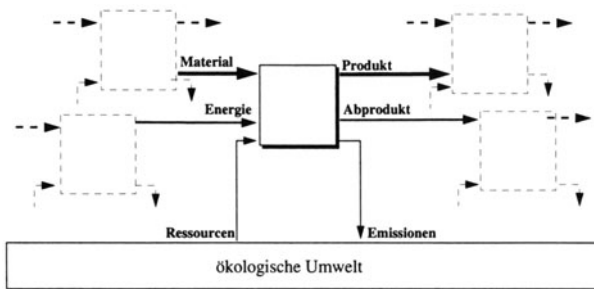 Material
Produkt
Energie
Abprodukt
Ressourcen
Emissionen
ökologische Umwelt